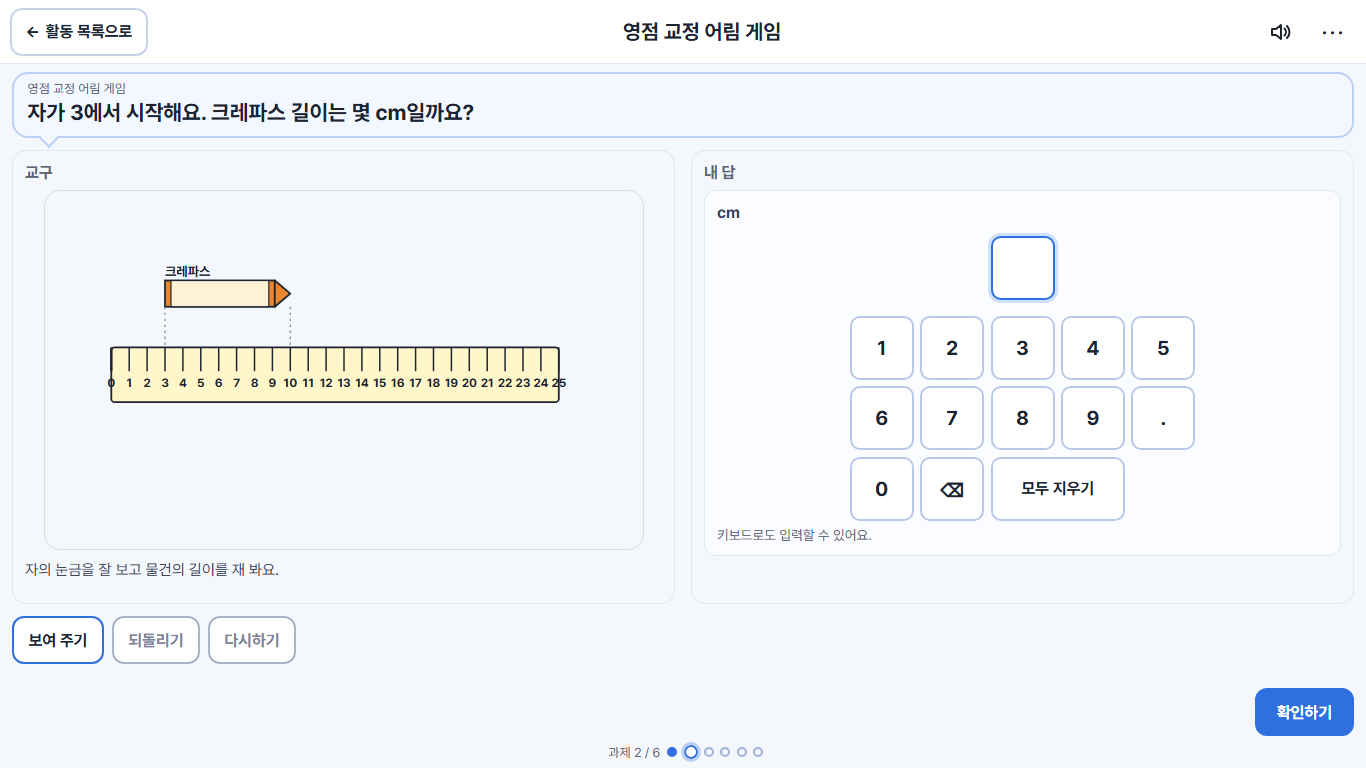 ← 활동 목록으로
영점 교정 어림 게임
영점 교정 어림 게임
자가 3에서 시작해요. 크레파스 길이는 몇 cm일까요?
교구
크레파스
0 1 2 3 4 5 6 7 8 9 10 11 12 13 14 15 16 17 18 19 20 21 22 23 24 25
자의 눈금을 잘 보고 물건의 길이를 재 봐요.
내 답
cm
1 2 3 4 5
6 7 8 9 .
0 ⌫ 모두 지우기
키보드로도 입력할 수 있어요.
보여 주기 되돌리기 다시하기
확인하기
과제 2 / 6